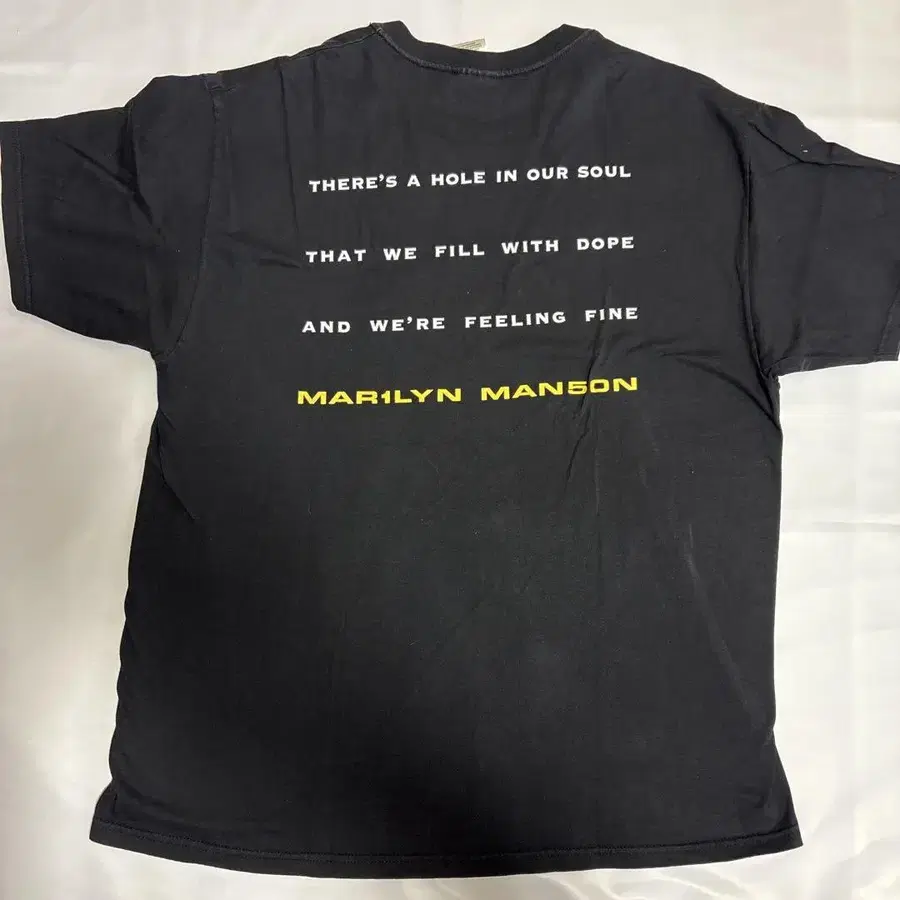 THERE'S A HOLE IN OUR SOUL
THAT WE FILL WITH DOPE
AND WE'RE FEELING FINE
MAR1LYN MAN5ON